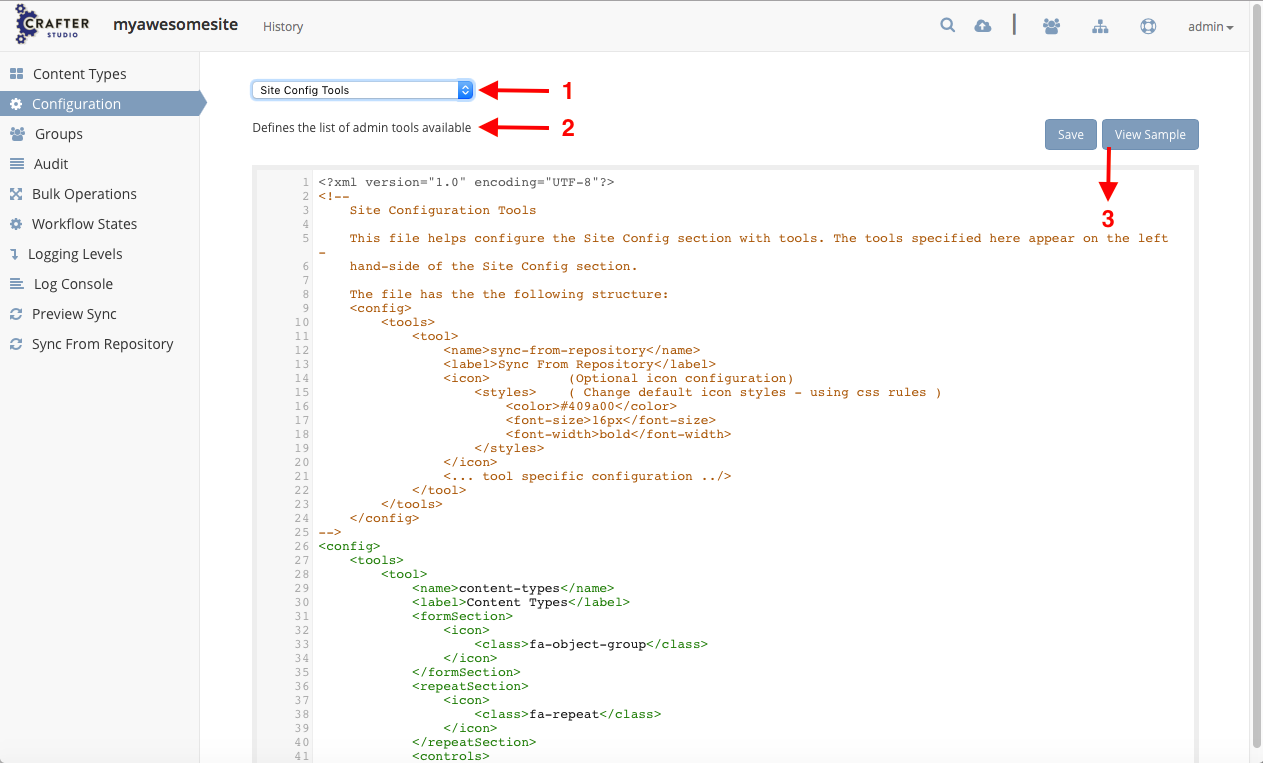 CRAFTER STUDIO myawesomesite History admin
Content Types
Configuration
Groups
Audit
Bulk Operations
Workflow States
Logging Levels
Log Console
Preview Sync
Sync From Repository
Site Config Tools 1
Defines the list of admin tools available 2
Save View Sample
3
1 <?xml version="1.0" encoding="UTF-8"?>
2 <!--
3 Site Configuration Tools
4
5 This file helps configure the Site Config section with tools. The tools specified here appear on the left
-
6 hand-side of the Site Config section.
7
8 The file has the the following structure:
9 <config>
10 <tools>
11 <tool>
12 <name>sync-from-repository</name>
13 <label>Sync From Repository</label>
14 <icon> (Optional icon configuration)
15 <styles> ( Change default icon styles - using css rules )
16 <color>#409a00</color>
17 <font-size>16px</font-size>
18 <font-width>bold</font-width>
19 </styles>
20 </icon>
21 <... tool specific configuration ../>
22 </tool>
23 </tools>
24 </config>
25 -->
26 <config>
27 <tools>
28 <tool>
29 <name>content-types</name>
30 <label>Content Types</label>
31 <formSection>
32 <icon>
33 <class>fa-object-group</class>
34 </icon>
35 </formSection>
36 <repeatSection>
37 <icon>
38 <class>fa-repeat</class>
39 </icon>
40 </repeatSection>
41 <controls>